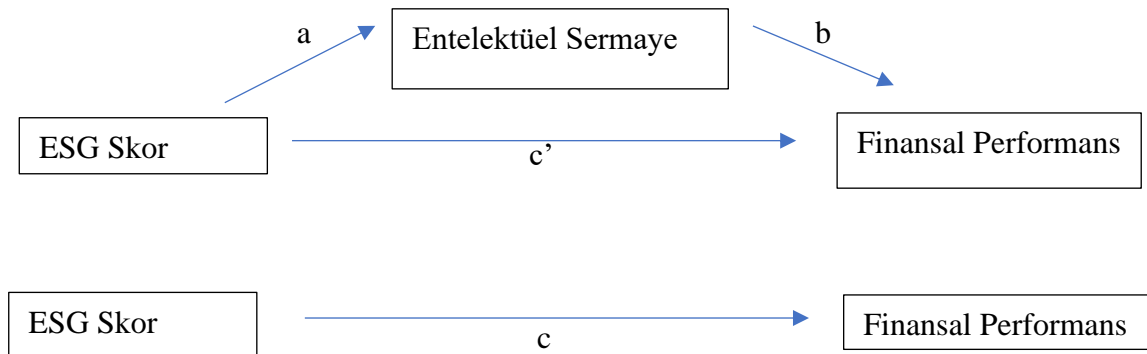 a
Entelektüel Sermaye
b
ESG Skor
c’
Finansal Performans
ESG Skor
c
Finansal Performans